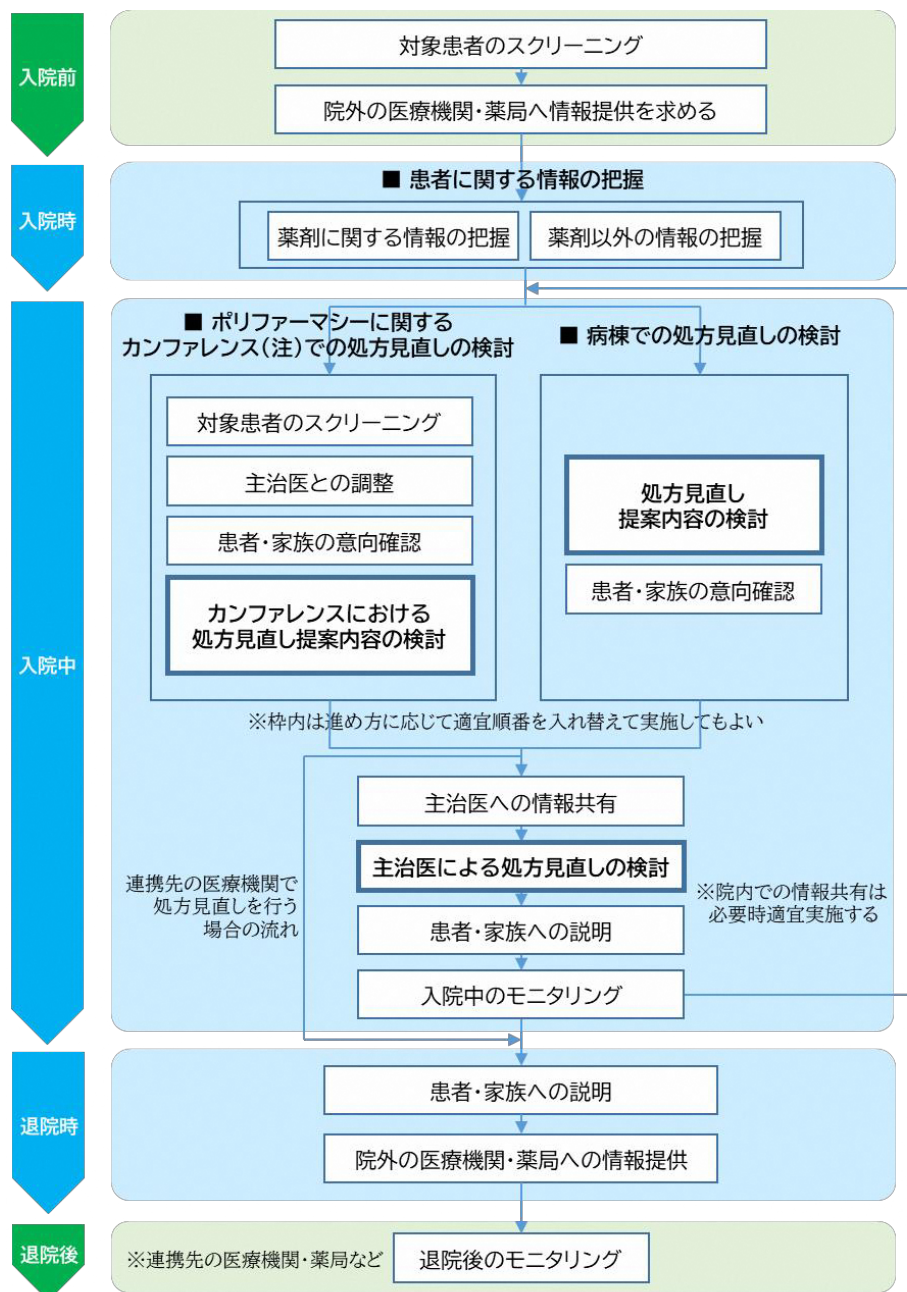 入院前
対象患者のスクリーニング
院外の医療機関・薬局へ情報提供を求める
入院時
■ 患者に関する情報の把握
薬剤に関する情報の把握
薬剤以外の情報の把握
入院中
■ ポリファーマシーに関する
カンファレンス(注)での処方見直しの検討
対象患者のスクリーニング
主治医との調整
患者・家族の意向確認
カンファレンスにおける
処方見直し提案内容の検討
■ 病棟での処方見直しの検討
処方見直し
提案内容の検討
患者・家族の意向確認
※枠内は進め方に応じて適宜順番を入れ替えて実施してもよい
主治医への情報共有
主治医による処方見直しの検討
患者・家族への説明
入院中のモニタリング
連携先の医療機関で
処方見直しを行う
場合の流れ
※院内での情報共有は
必要時適宜実施する
退院時
患者・家族への説明
院外の医療機関・薬局への情報提供
退院後
※連携先の医療機関・薬局など
退院後のモニタリング